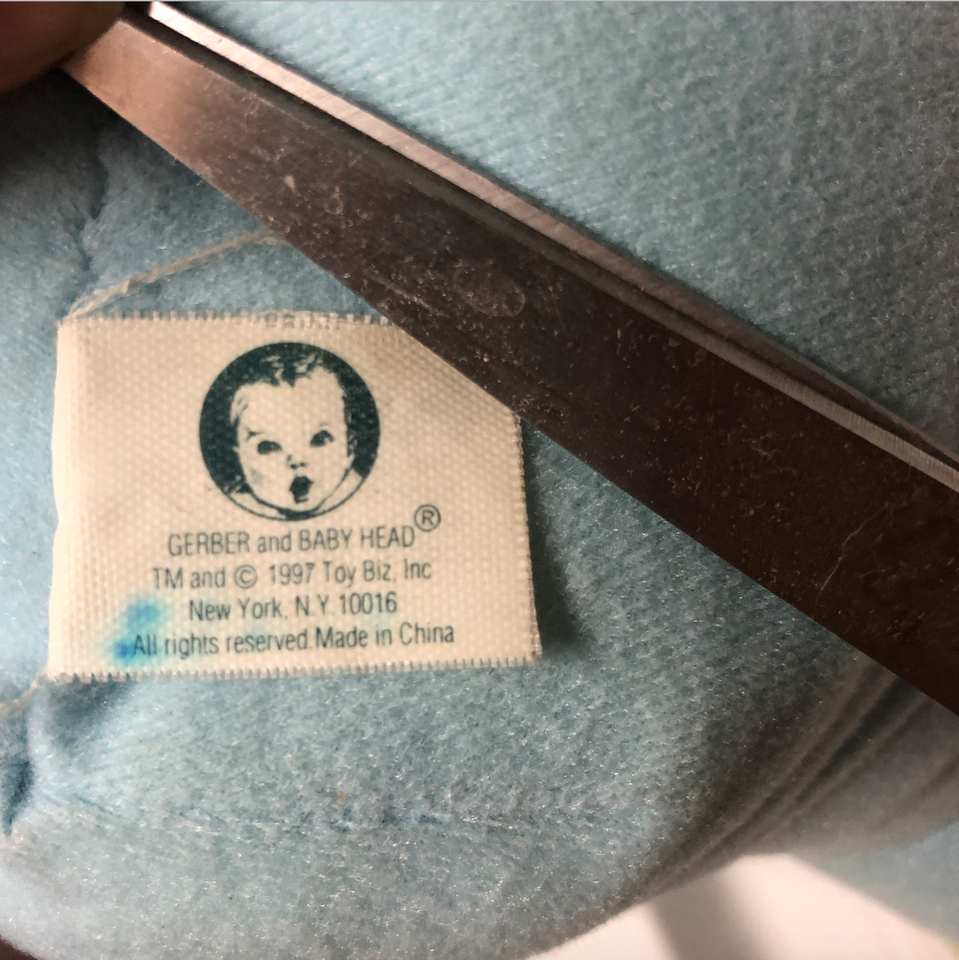 GERBER and BABY HEAD®
TM and © 1997 Toy Biz, Inc
New York, N.Y. 10016
All rights reserved. Made in China